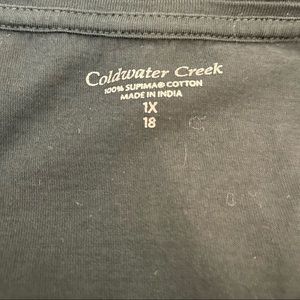 Coldwater Creek
100% SUPIMA® COTTON
MADE IN INDIA
1X
18